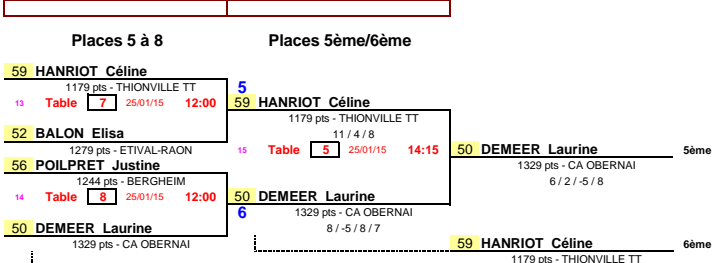 Places 5 à 8
Places 5ème/6ème
59 HANRIOT Céline
1179 pts - THIONVILLE TT
13 Table 7 25/01/15 12:00
52 BALON Elisa
1279 pts - ETIVAL-RAON
56 POILPRET Justine
1244 pts - BERGHEIM
14 Table 8 25/01/15 12:00
50 DEMEER Laurine
1329 pts - CA OBERNAI
5
59 HANRIOT Céline
1179 pts - THIONVILLE TT
11 / 4 / 8
15 Table 5 25/01/15 14:15
50 DEMEER Laurine
6
1329 pts - CA OBERNAI
8 / -5 / 8 / 7
50 DEMEER Laurine 5ème
1329 pts - CA OBERNAI
6 / 2 / -5 / 8
59 HANRIOT Céline 6ème
1179 pts - THIONVILLE TT